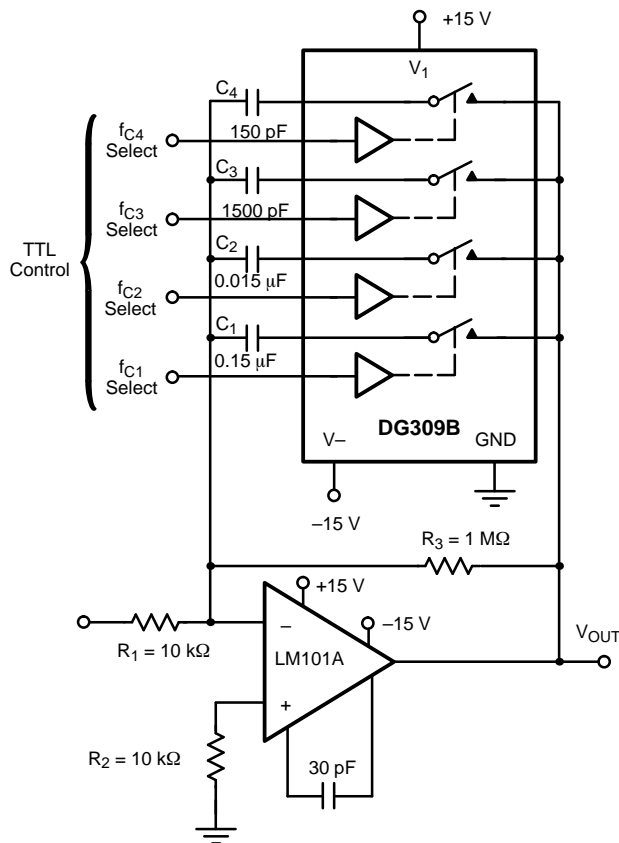 +15 V
V1
C4
fC4
Select
150 pF
C3
fC3
Select
1500 pF
TTL
Control
C2
fC2
Select
0.015 μF
C1
fC1
Select
0.15 μF
DG309B
V–
GND
–15 V
R3 = 1 MΩ
+15 V
–15 V
R1 = 10 kΩ
–
LM101A
+
VOUT
R2 = 10 kΩ
30 pF